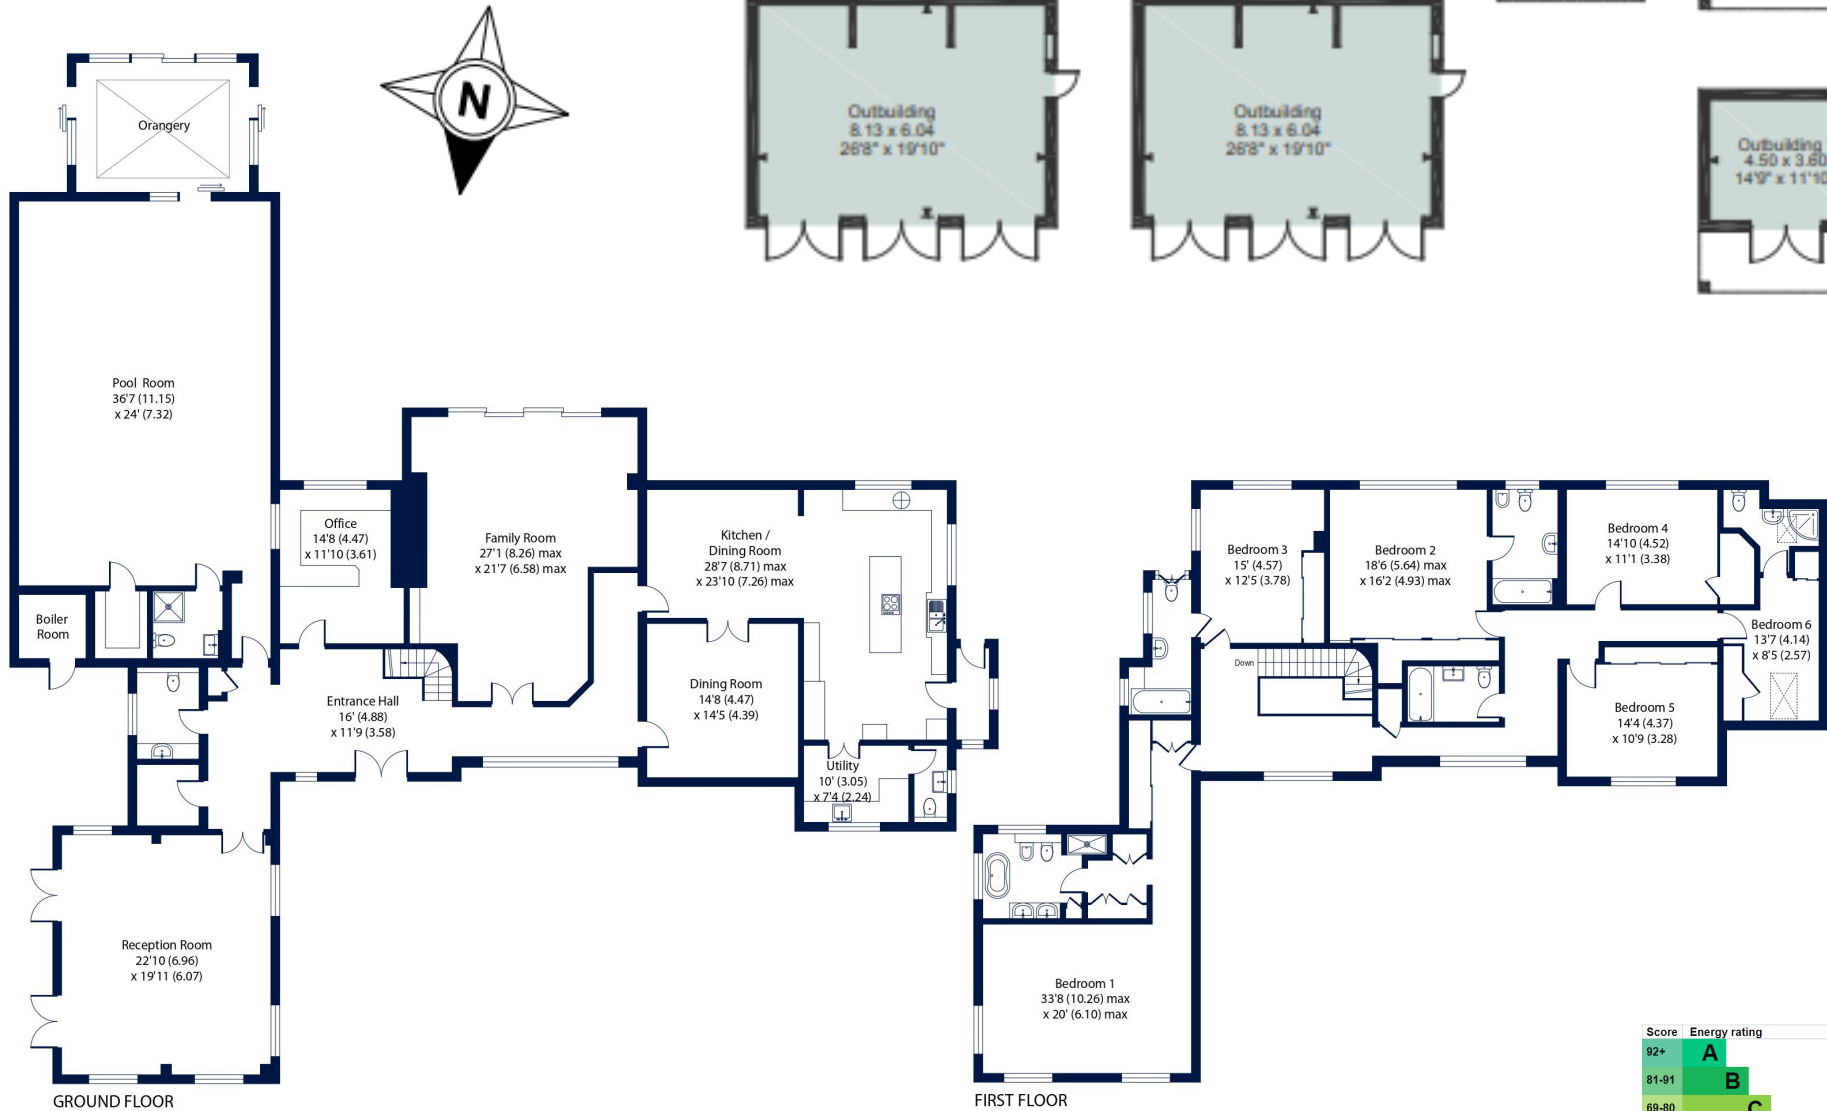 N
Outbuilding
8.13 x 6.04
26'8" x 19'10"
Outbuilding
8.13 x 6.04
26'8" x 19'10"
Outbuilding
4.50 x 3.60
14'9" x 11'10
Orangery
Pool Room
36'7 (11.15)
x 24' (7.32)
Office
14'8 (4.47)
x 11'10 (3.61)
Family Room
27'1 (8.26) max
x 21'7 (6.58) max
Kitchen /
Dining Room
28'7 (8.71) max
x 23'10 (7.26) max
Boiler
Room
Entrance Hall
16' (4.88)
x 11'9 (3.58)
Dining Room
14'8 (4.47)
x 14'5 (4.39)
Utility
10' (3.05)
x 7'4 (2.24)
Reception Room
22'10 (6.96)
x 19'11 (6.07)
GROUND FLOOR
Bedroom 3
15' (4.57)
x 12'5 (3.78)
Bedroom 2
18'6 (5.64) max
x 16'2 (4.93) max
Bedroom 4
14'10 (4.52)
x 11'1 (3.38)
Bedroom 6
13'7 (4.14)
x 8'5 (2.57)
Down
Bedroom 5
14'4 (4.37)
x 10'9 (3.28)
Bedroom 1
33'8 (10.26) max
x 20' (6.10) max
FIRST FLOOR
Score Energy rating
92+ A
81-91 B
69-80 C